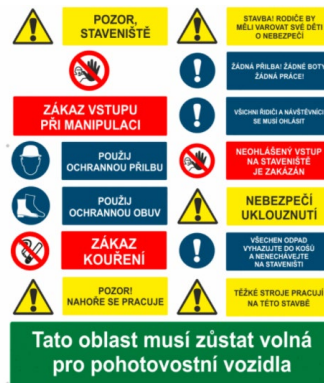 POZOR,
STAVENIŠTĚ
ZÁKAZ VSTUPU
PŘI MANIPULACI
POUŽIJ
OCHRANNOU PŘILBU
POUŽIJ
OCHRANNOU OBUV
ZÁKAZ
KOUŘENÍ
POZOR!
NAHOŘE SE PRACUJE
STAVBA! RODIČE BY
MĚLI VAROVAT SVÉ DĚTI
O NEBEZPEČÍ
ŽÁDNÁ PŘILBA! ŽÁDNÉ BOTY!
ŽÁDNÁ PRÁCE!
VŠICHNI ŘIDIČI A NÁVŠTĚVNÍCI
SE MUSÍ OHLÁSIT
NEOHLÁŠENÝ VSTUP
NA STAVENIŠTĚ
JE ZAKÁZÁN
NEBEZPEČÍ
UKLOUZNUTÍ
VŠECHEN ODPAD
VYHAZUJTE DO KOŠŮ
A NENECHÁVEJTE
NA STAVENIŠTI
TĚŽKÉ STROJE PRACUJÍ
NA TÉTO STAVBĚ
Tato oblast musí zůstat volná
pro pohotovostní vozidla